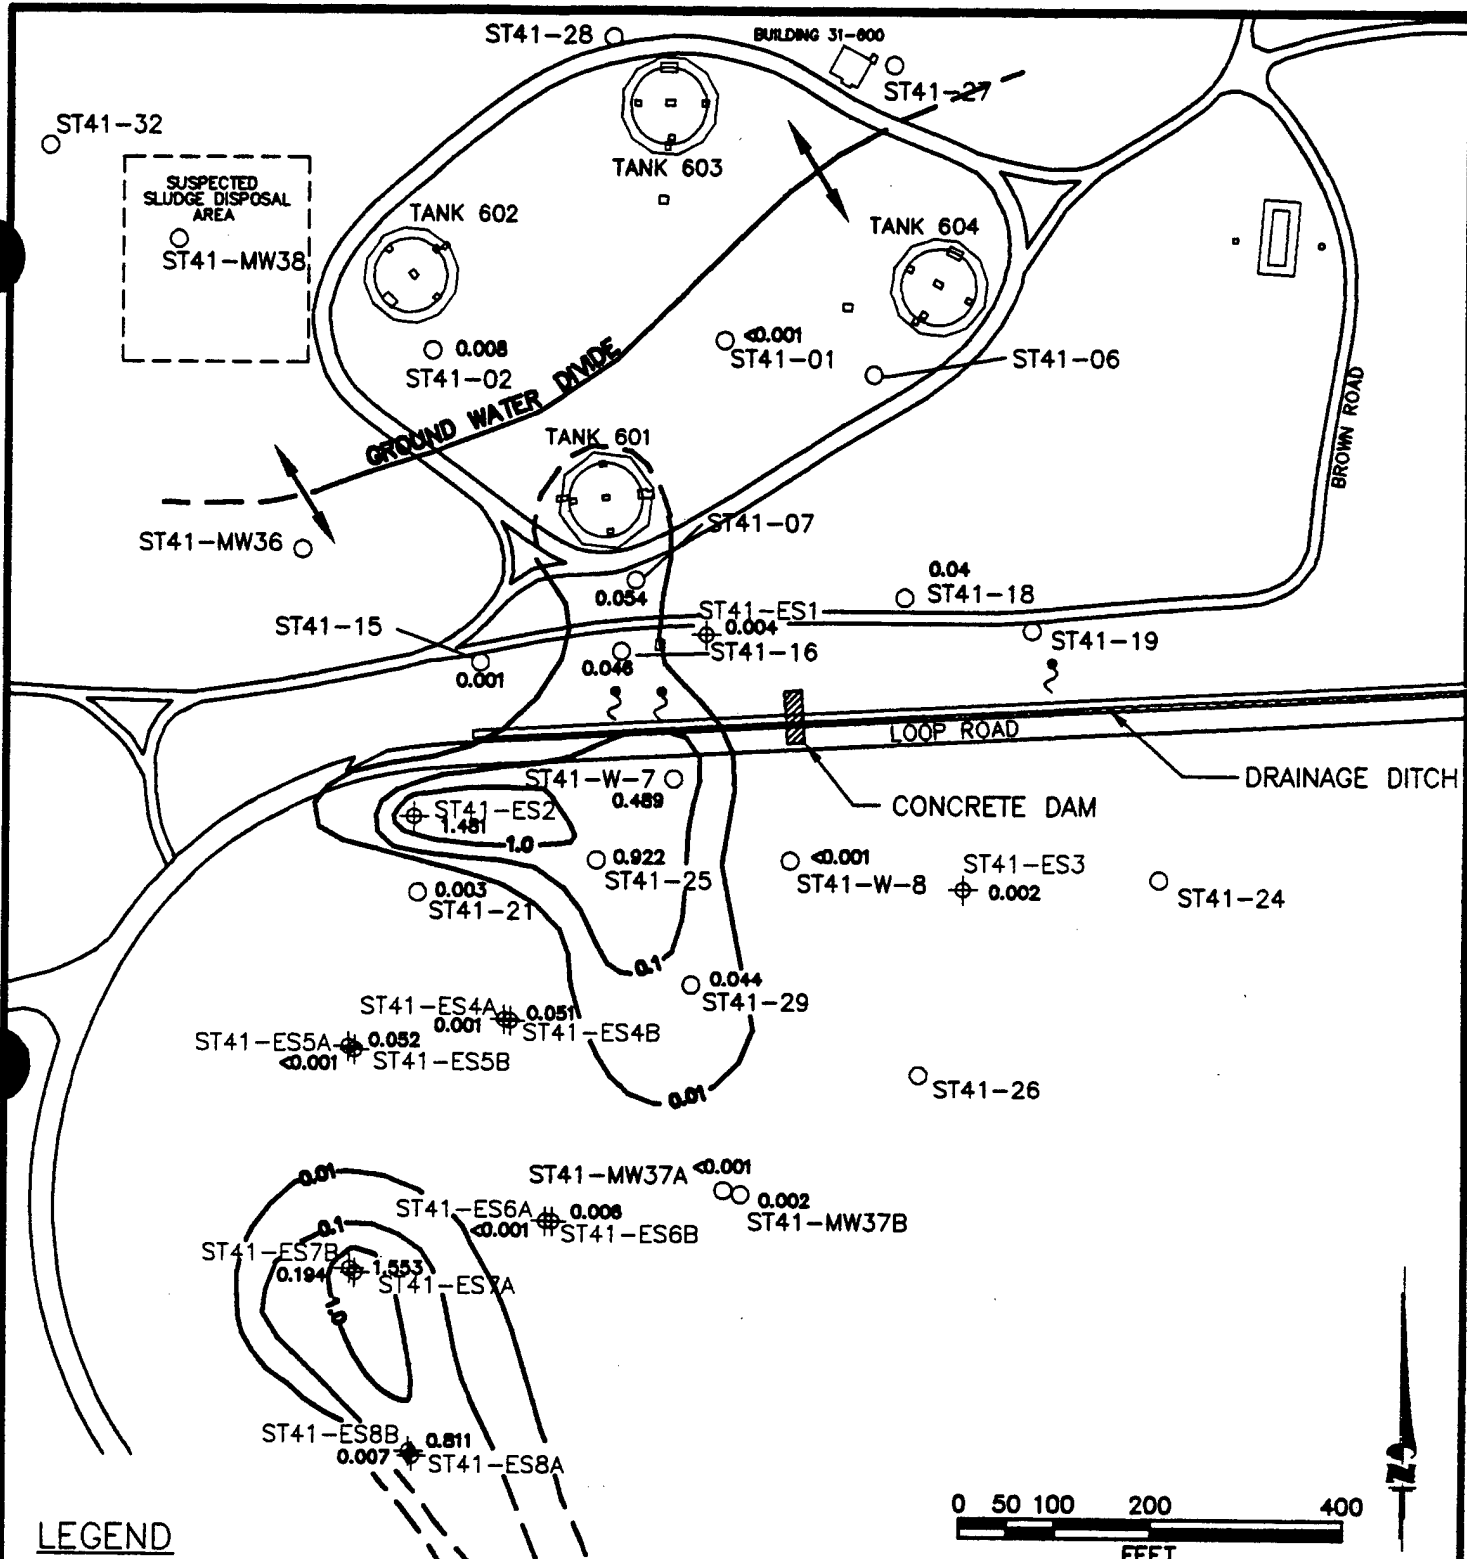 ST41-28
BUILDING 31-600
ST41-27
ST41-32
TANK 603
SUSPECTED
SLUDGE DISPOSAL
AREA
TANK 602
TANK 604
ST41-MW38
<0.001
0.008
ST41-01
ST41-06
ST41-02
GROUND WATER DIVIDE
BROWN ROAD
TANK 601
ST41-07
ST41-MW36
0.04
ST41-18
0.054
ST41-ES1
ST41-15
0.004
ST41-19
ST41-16
0.046
0.001
LOOP ROAD
ST41-W-7
DRAINAGE DITCH
0.489
CONCRETE DAM
ST41-ES2
1.481
1.0
0.922
<0.001
ST41-ES3
ST41-25
ST41-W-8
0.002
ST41-24
0.003
ST41-21
0.1
0.044
ST41-29
ST41-ES4A
0.051
0.001
ST41-ES4B
ST41-ES5A
0.052
<0.001
ST41-ES5B
0.01
ST41-26
ST41-MW37A
<0.001
0.01
0.002
ST41-MW37B
ST41-ES6A
0.006
<0.001
ST41-ES6B
0.1
ST41-ES7B
0.194
1.553
ST41-ES7A
1.0
ST41-ES8B
0.811
0.007
ST41-ES8A
N
0 50 100 200 400
FEET
LEGEND